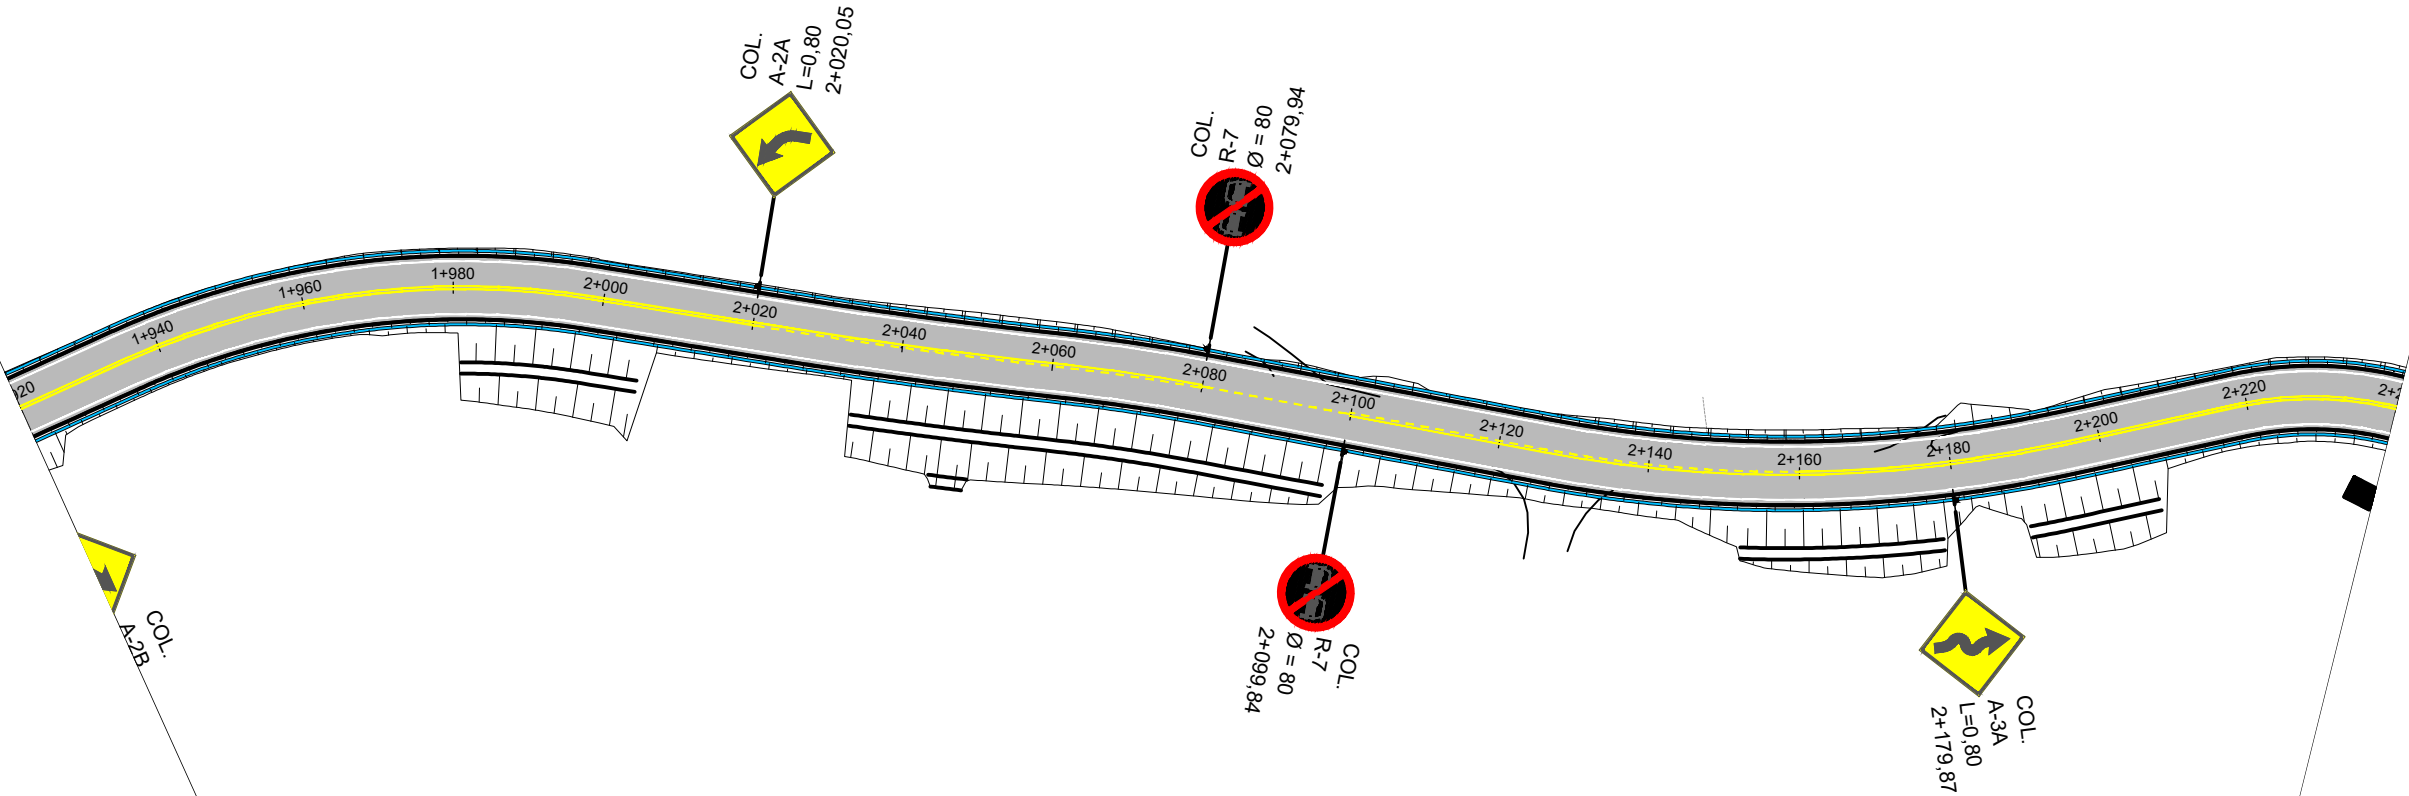 COL.
A-2A
L=0,80
2+020,05
COL.
R-7
Ø = 80
2+079,94
1+940
1+960
1+980
2+000
2+020
2+040
2+060
2+080
2+100
2+120
2+140
2+160
2+180
2+200
2+220
COL.
A-2B
COL.
R-7
Ø = 80
2+099,84
COL.
A-3A
L=0,80
2+179,87